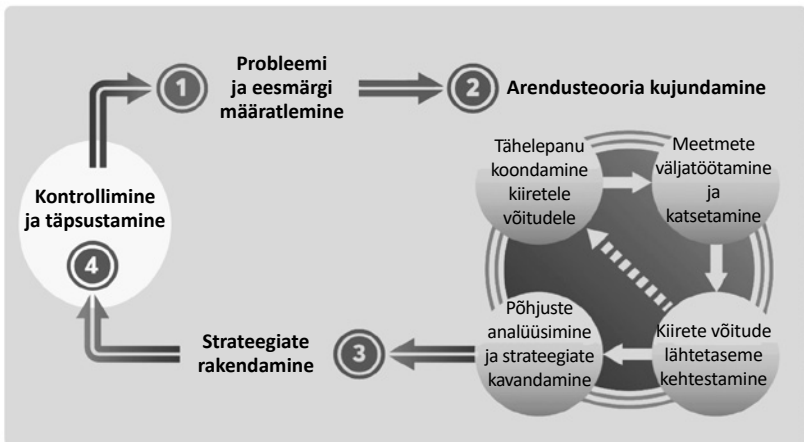 1
Probleemi
ja eesmärgi
määratlemine
2
Arendusteooria kujundamine
Tähelepanu
koondamine
kiiretele
võitudele
Meetmete
väljatöötamine
ja
katsetamine
Kiirete võitude
lähtetaseme
kehtestamine
Põhjuste
analüüsimine
ja strateegiate
kavandamine
3
Strateegiate
rakendamine
Kontrollimine
ja täpsustamine
4